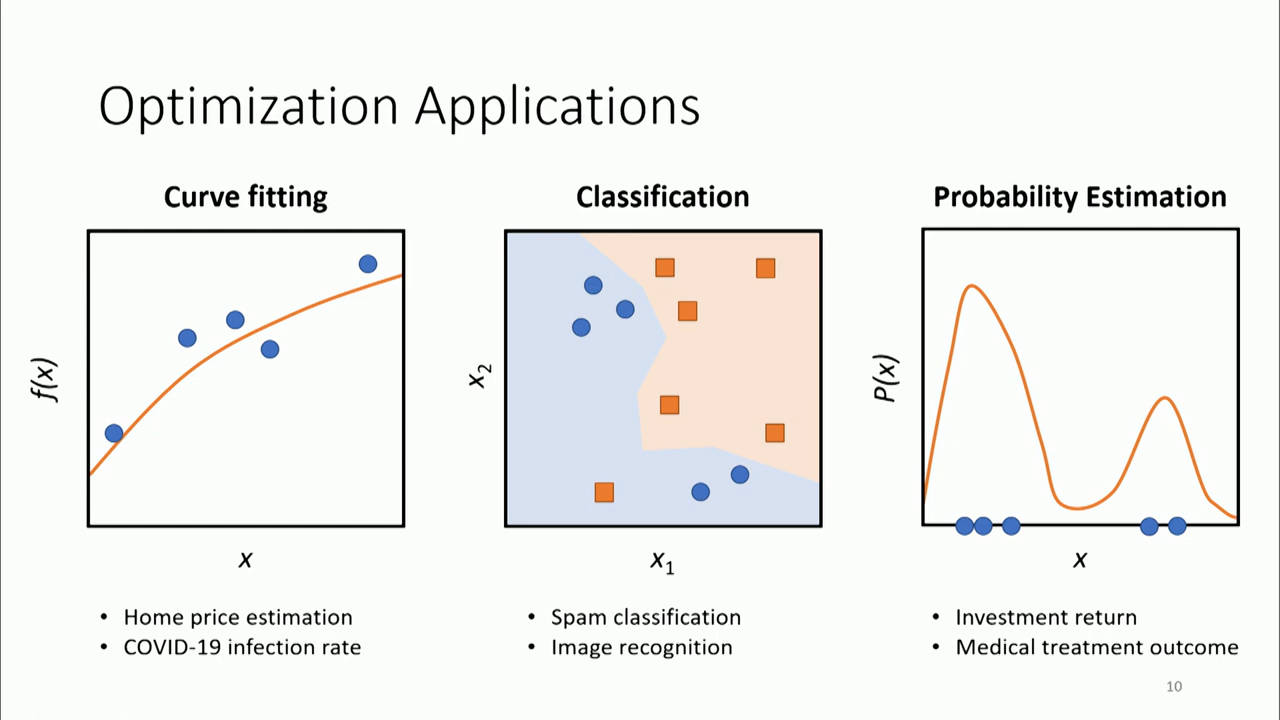 Optimization Applications
Curve fitting
f(x)
x
Home price estimation
COVID-19 infection rate
Classification
x₂
x₁
Spam classification
Image recognition
Probability Estimation
P(x)
x
Investment return
Medical treatment outcome
10